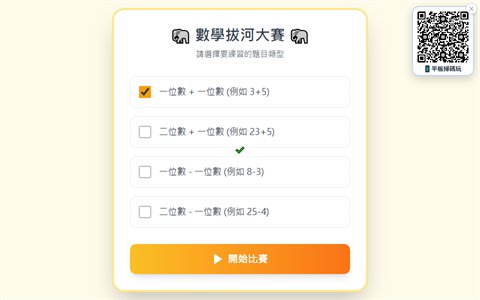 數學拔河大賽
請選擇要練習的題目類型
一位數 + 一位數 (例如 3+5)
二位數 + 一位數 (例如 23+5)
一位數 - 一位數 (例如 8-3)
二位數 - 一位數 (例如 25-4)
開始比賽
平板掃碼玩